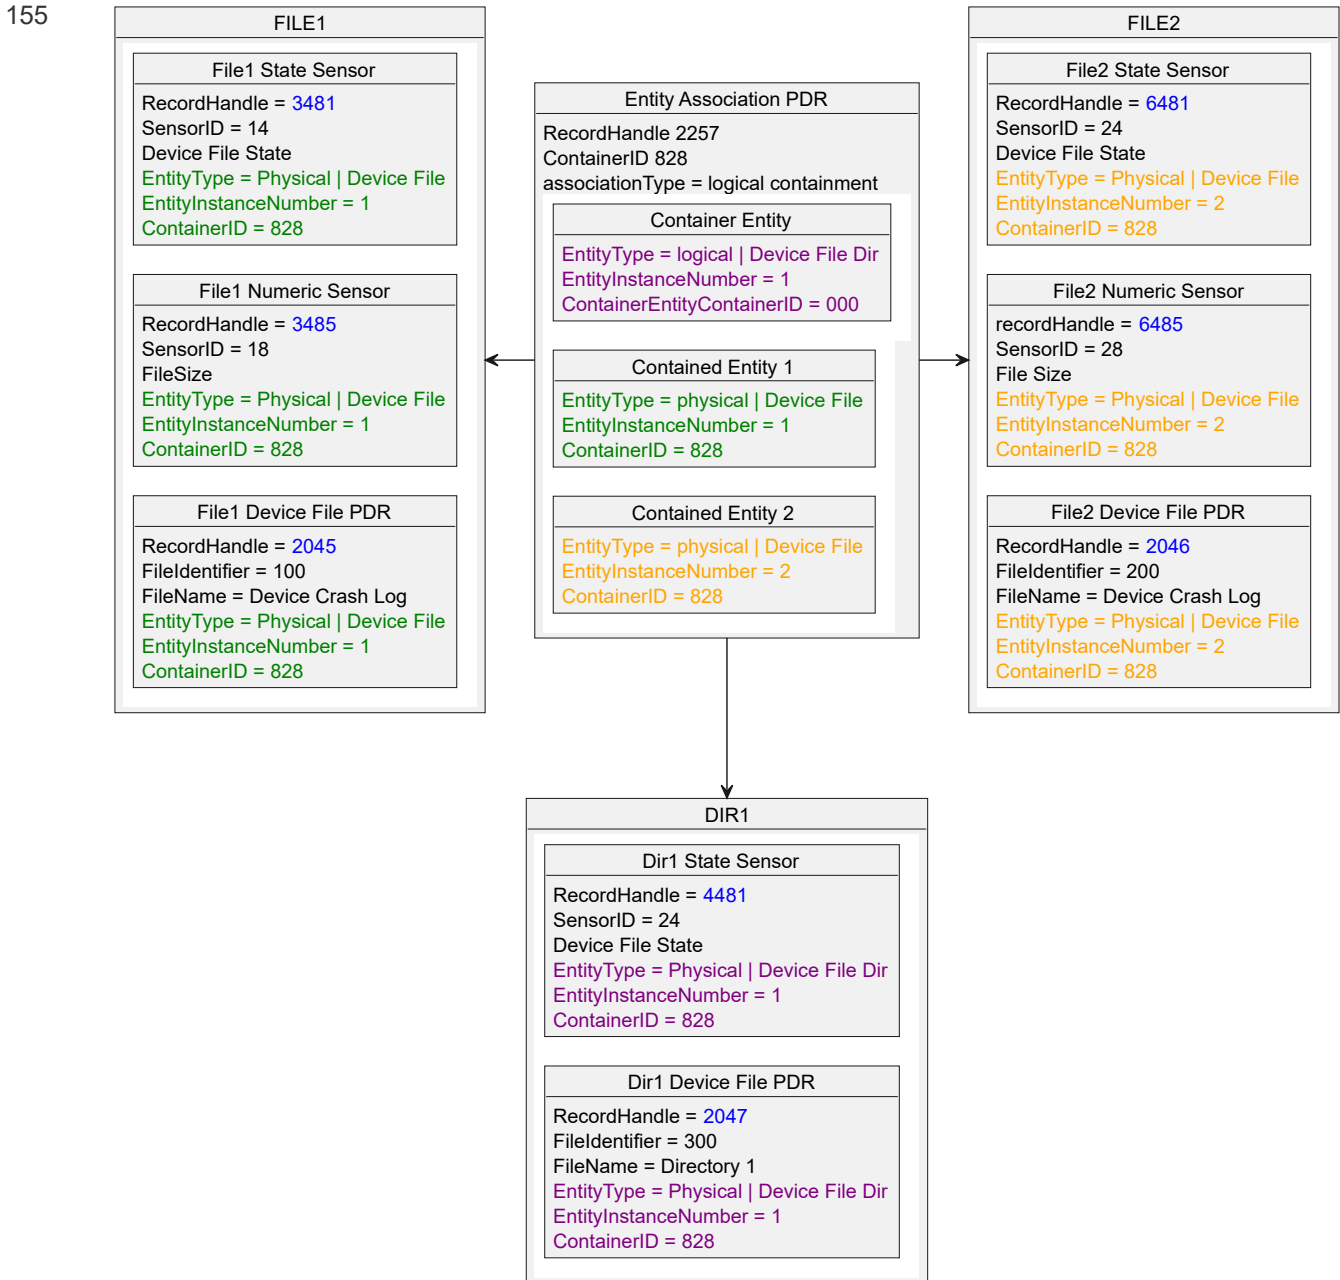 155
FILE1
File1 State Sensor
RecordHandle = 3481
SensorID = 14
Device File State
EntityType = Physical | Device File
EntityInstanceNumber = 1
ContainerID = 828
File1 Numeric Sensor
RecordHandle = 3485
SensorID = 18
FileSize
EntityType = Physical | Device File
EntityInstanceNumber = 1
ContainerID = 828
File1 Device File PDR
RecordHandle = 2045
FileIdentifier = 100
FileName = Device Crash Log
EntityType = Physical | Device File
EntityInstanceNumber = 1
ContainerID = 828
Entity Association PDR
RecordHandle 2257
ContainerID 828
associationType = logical containment
Container Entity
EntityType = logical | Device File Dir
EntityInstanceNumber = 1
ContainerEntityContainerID = 000
Contained Entity 1
EntityType = physical | Device File
EntityInstanceNumber = 1
ContainerID = 828
Contained Entity 2
EntityType = physical | Device File
EntityInstanceNumber = 2
ContainerID = 828
FILE2
File2 State Sensor
RecordHandle = 6481
SensorID = 24
Device File State
EntityType = Physical | Device File
EntityInstanceNumber = 2
ContainerID = 828
File2 Numeric Sensor
recordHandle = 6485
SensorID = 28
File Size
EntityType = Physical | Device File
EntityInstanceNumber = 2
ContainerID = 828
File2 Device File PDR
RecordHandle = 2046
FileIdentifier = 200
FileName = Device Crash Log
EntityType = Physical | Device File
EntityInstanceNumber = 2
ContainerID = 828
DIR1
Dir1 State Sensor
RecordHandle = 4481
SensorID = 24
Device File State
EntityType = Physical | Device File Dir
EntityInstanceNumber = 1
ContainerID = 828
Dir1 Device File PDR
RecordHandle = 2047
FileIdentifier = 300
FileName = Directory 1
EntityType = Physical | Device File Dir
EntityInstanceNumber = 1
ContainerID = 828